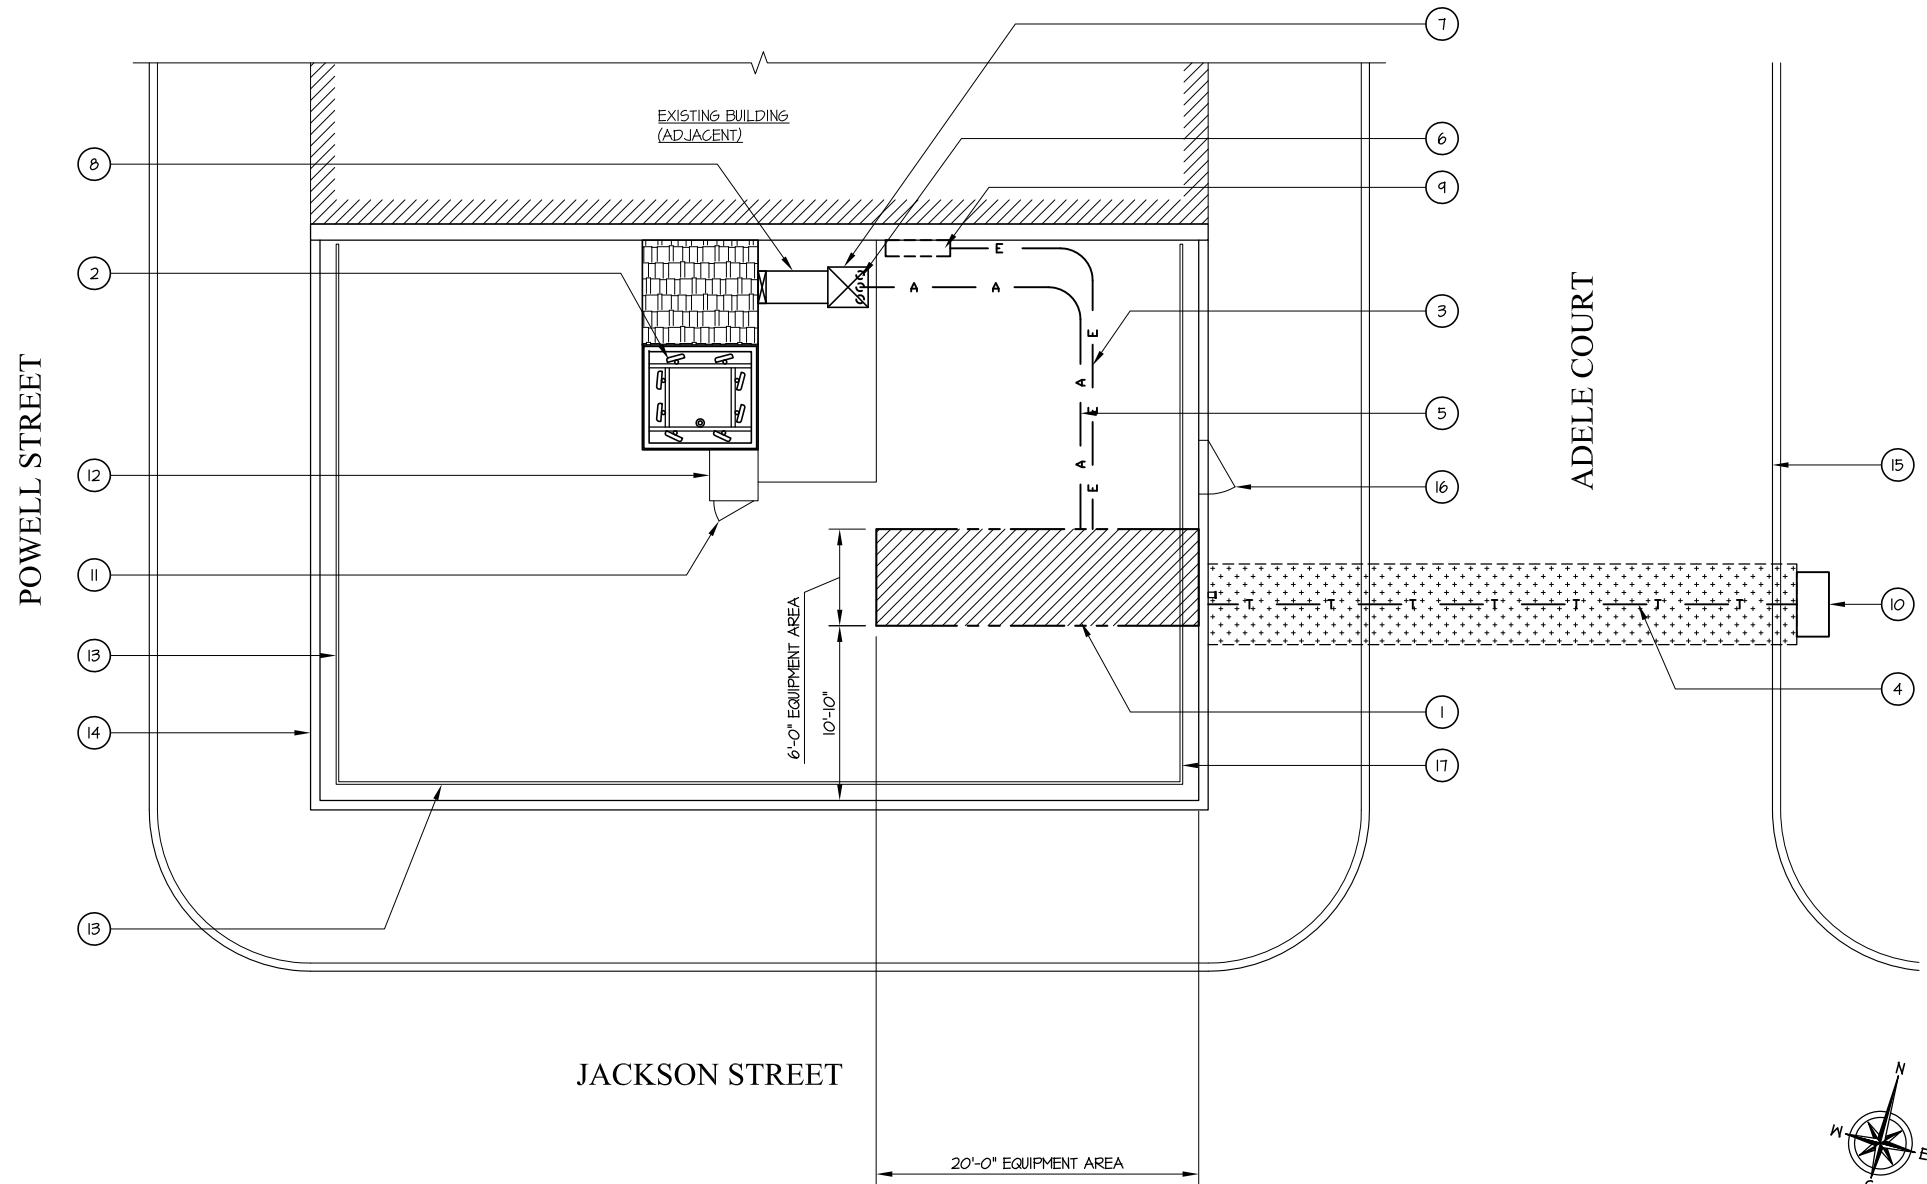 7
EXISTING BUILDING
(ADJACENT)
6
8
9
E
2
A A
3
E
A
E
5
A
E
POWELL STREET
ADELE COURT
12
16
15
11
6'-0" EQUIPMENT AREA
10'-10"
T T T T T T T
10
13
4
1
14
17
13
JACKSON STREET
20'-0" EQUIPMENT AREA
N
W
E
S